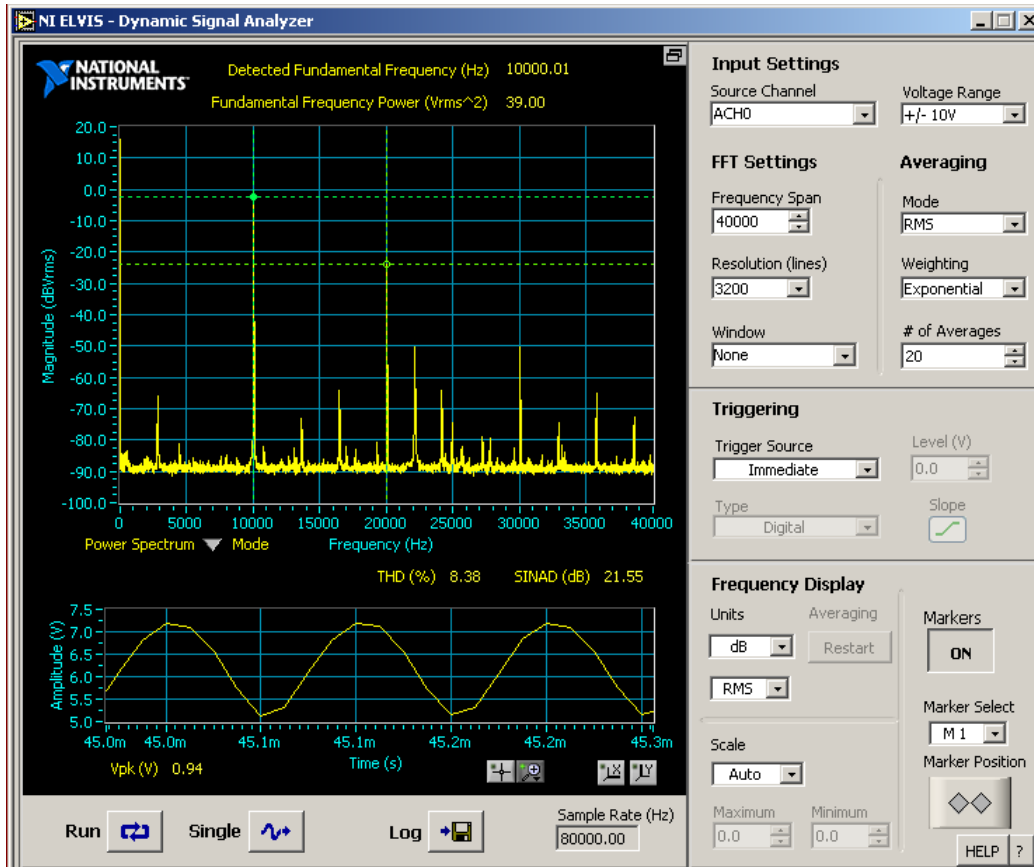 NI ELVIS - Dynamic Signal Analyzer
NATIONAL INSTRUMENTS™
Detected Fundamental Frequency (Hz) 10000.01
Fundamental Frequency Power (Vrms^2) 39.00
20.0
10.0
0.0
-10.0
-20.0
-30.0
-40.0
-50.0
-60.0
-70.0
-80.0
-90.0
-100.0
Magnitude (dBVrms)
0 5000 10000 15000 20000 25000 30000 35000 40000
Power Spectrum Mode Frequency (Hz)
THD (%) 8.38 SINAD (dB) 21.55
7.5
7.0
6.5
6.0
5.5
5.0
Amplitude (V)
45.0m 45.0m 45.1m 45.1m 45.2m 45.2m 45.3m
Time (s)
Vpk (V) 0.94
X Y
Run Single Log
Sample Rate (Hz)
80000.00
Input Settings
Source Channel Voltage Range
ACH0 +/- 10V
FFT Settings Averaging
Frequency Span Mode
40000 RMS
Resolution (lines) Weighting
3200 Exponential
Window # of Averages
None 20
Triggering
Trigger Source Level (V)
Immediate 0.0
Type Slope
Digital
Frequency Display
Units Averaging Markers
dB Restart ON
RMS
Marker Select
M 1
Scale Marker Position
Auto
Maximum Minimum
0.0 0.0
HELP ?